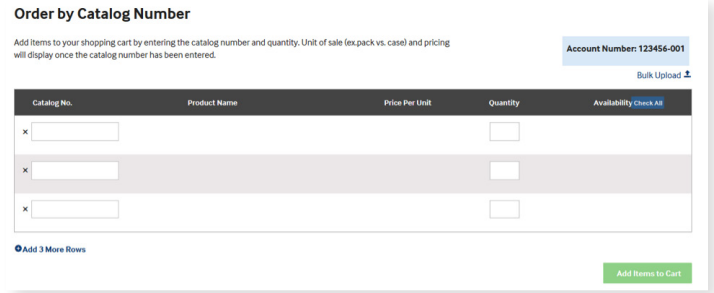 Order by Catalog Number
Add items to your shopping cart by entering the catalog number and quantity. Unit of sale (ex.pack vs. case) and pricing
will display once the catalog number has been entered.
Account Number: 123456-001
Bulk Upload
Catalog No. Product Name Price Per Unit Quantity Availability Check All
×
×
×
Add 3 More Rows
Add Items to Cart